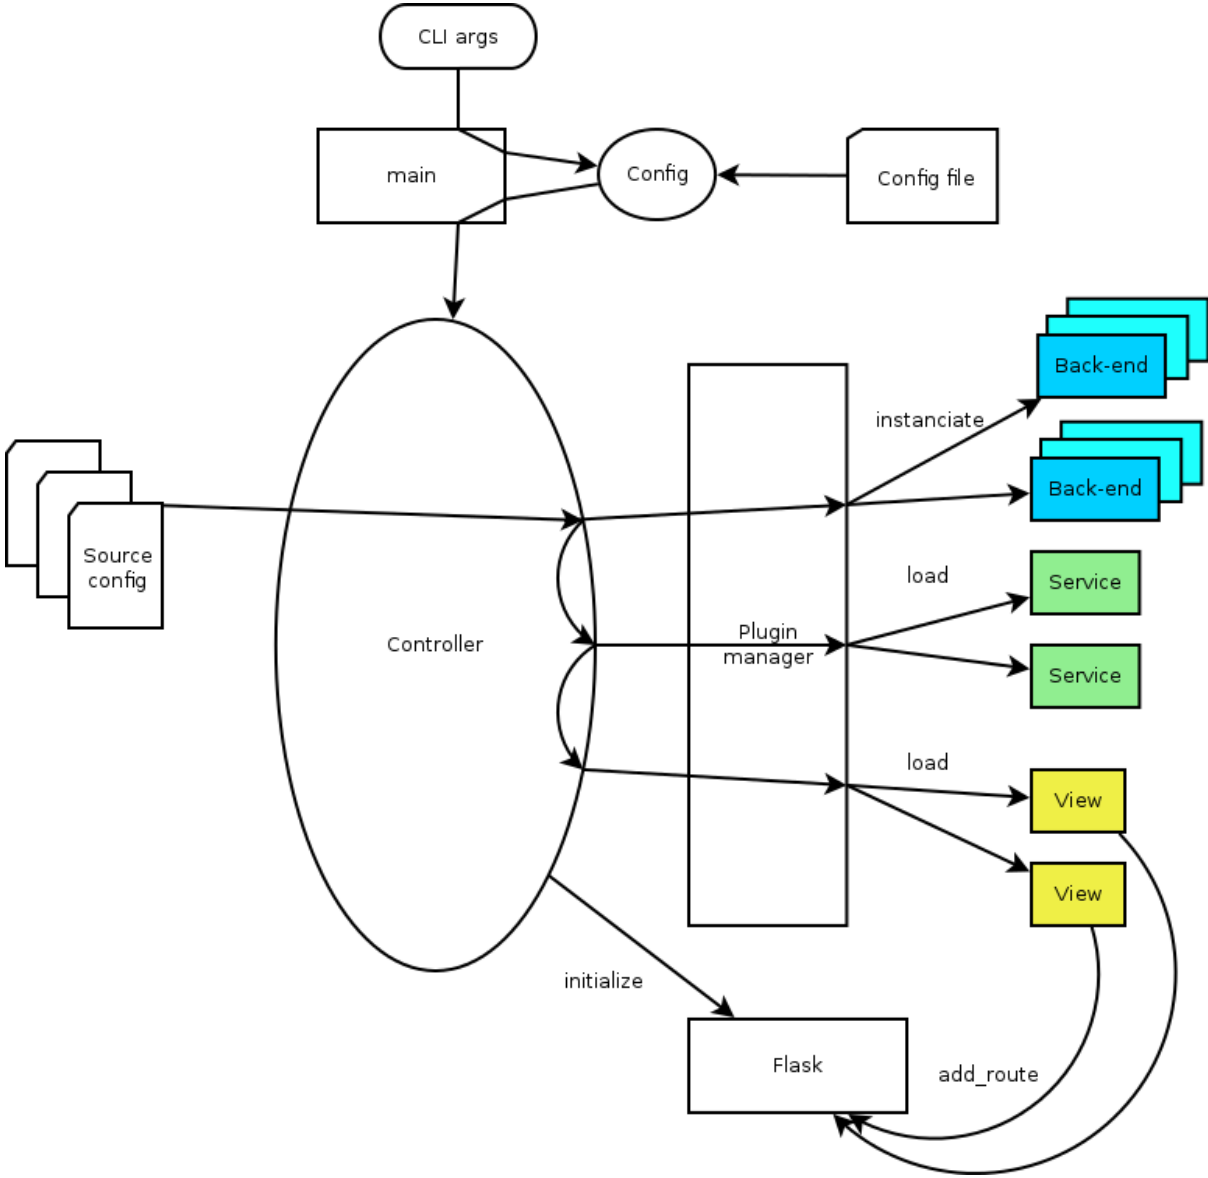 CLI args
main
Config
Config file
Back-end
instanciate
Back-end
Source
config
load
Service
Controller
Plugin
manager
Service
load
View
View
initialize
Flask
add_route